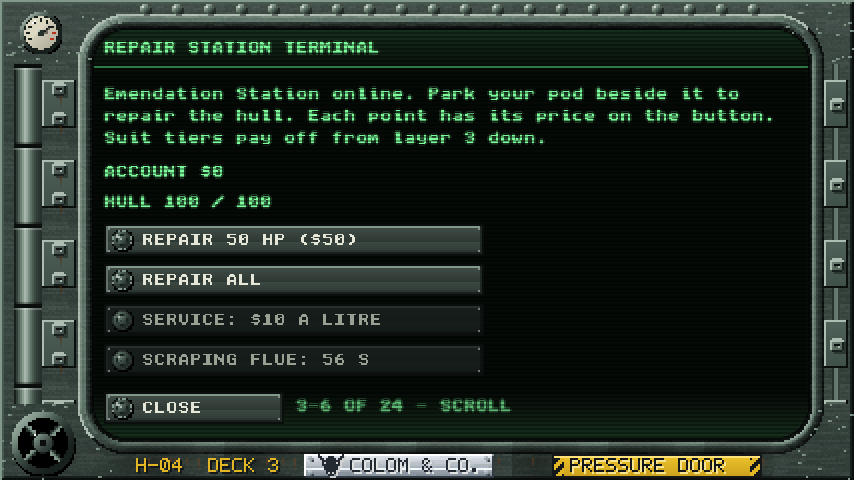 REPAIR STATION TERMINAL
Emendation Station online. Park your pod beside it to
repair the hull. Each point has its price on the button.
Suit tiers pay off from layer 3 down.
ACCOUNT $0
HULL 100 / 100
REPAIR 50 HP ($50)
REPAIR ALL
SERVICE: $10 A LITRE
SCRAPING FLUE: 56 S
CLOSE
3-6 OF 24 - SCROLL
H-04 DECK 3
COLOM & CO.
PRESSURE DOOR